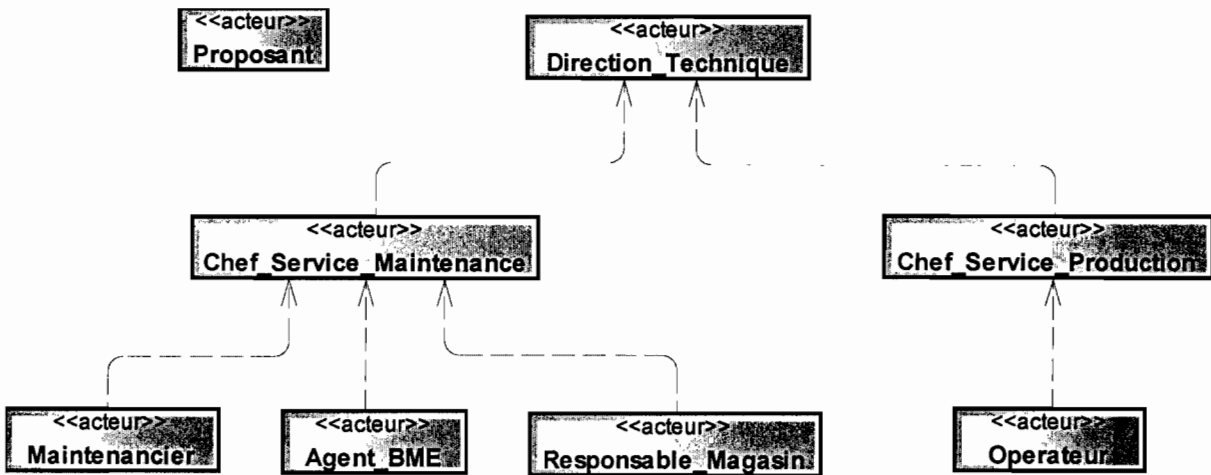 <<acteur>>
Proposant
<<acteur>>
Direction_Technique
<<acteur>>
Chef_Service_Maintenance
<<acteur>>
Chef_Service_Production
<<acteur>>
Maintenancier
<<acteur>>
Agent_BME
<<acteur>>
Responsable_Magasin
<<acteur>>
Operateur